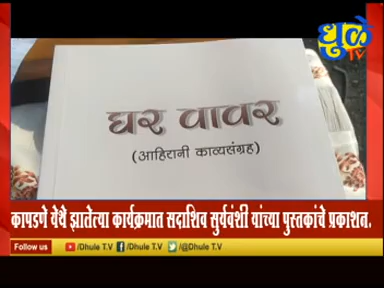 धुळे
TV
घर वावर
(आहिरानी काव्यसंग्रह)
कापडणे येथे झालेल्या कार्यक्रमात सदाशिव सुर्यवंशी यांच्या पुस्तकांचे प्रकाशन.
Follow us
/Dhule T.V
/Dhule T.V
/@Dhule T.V